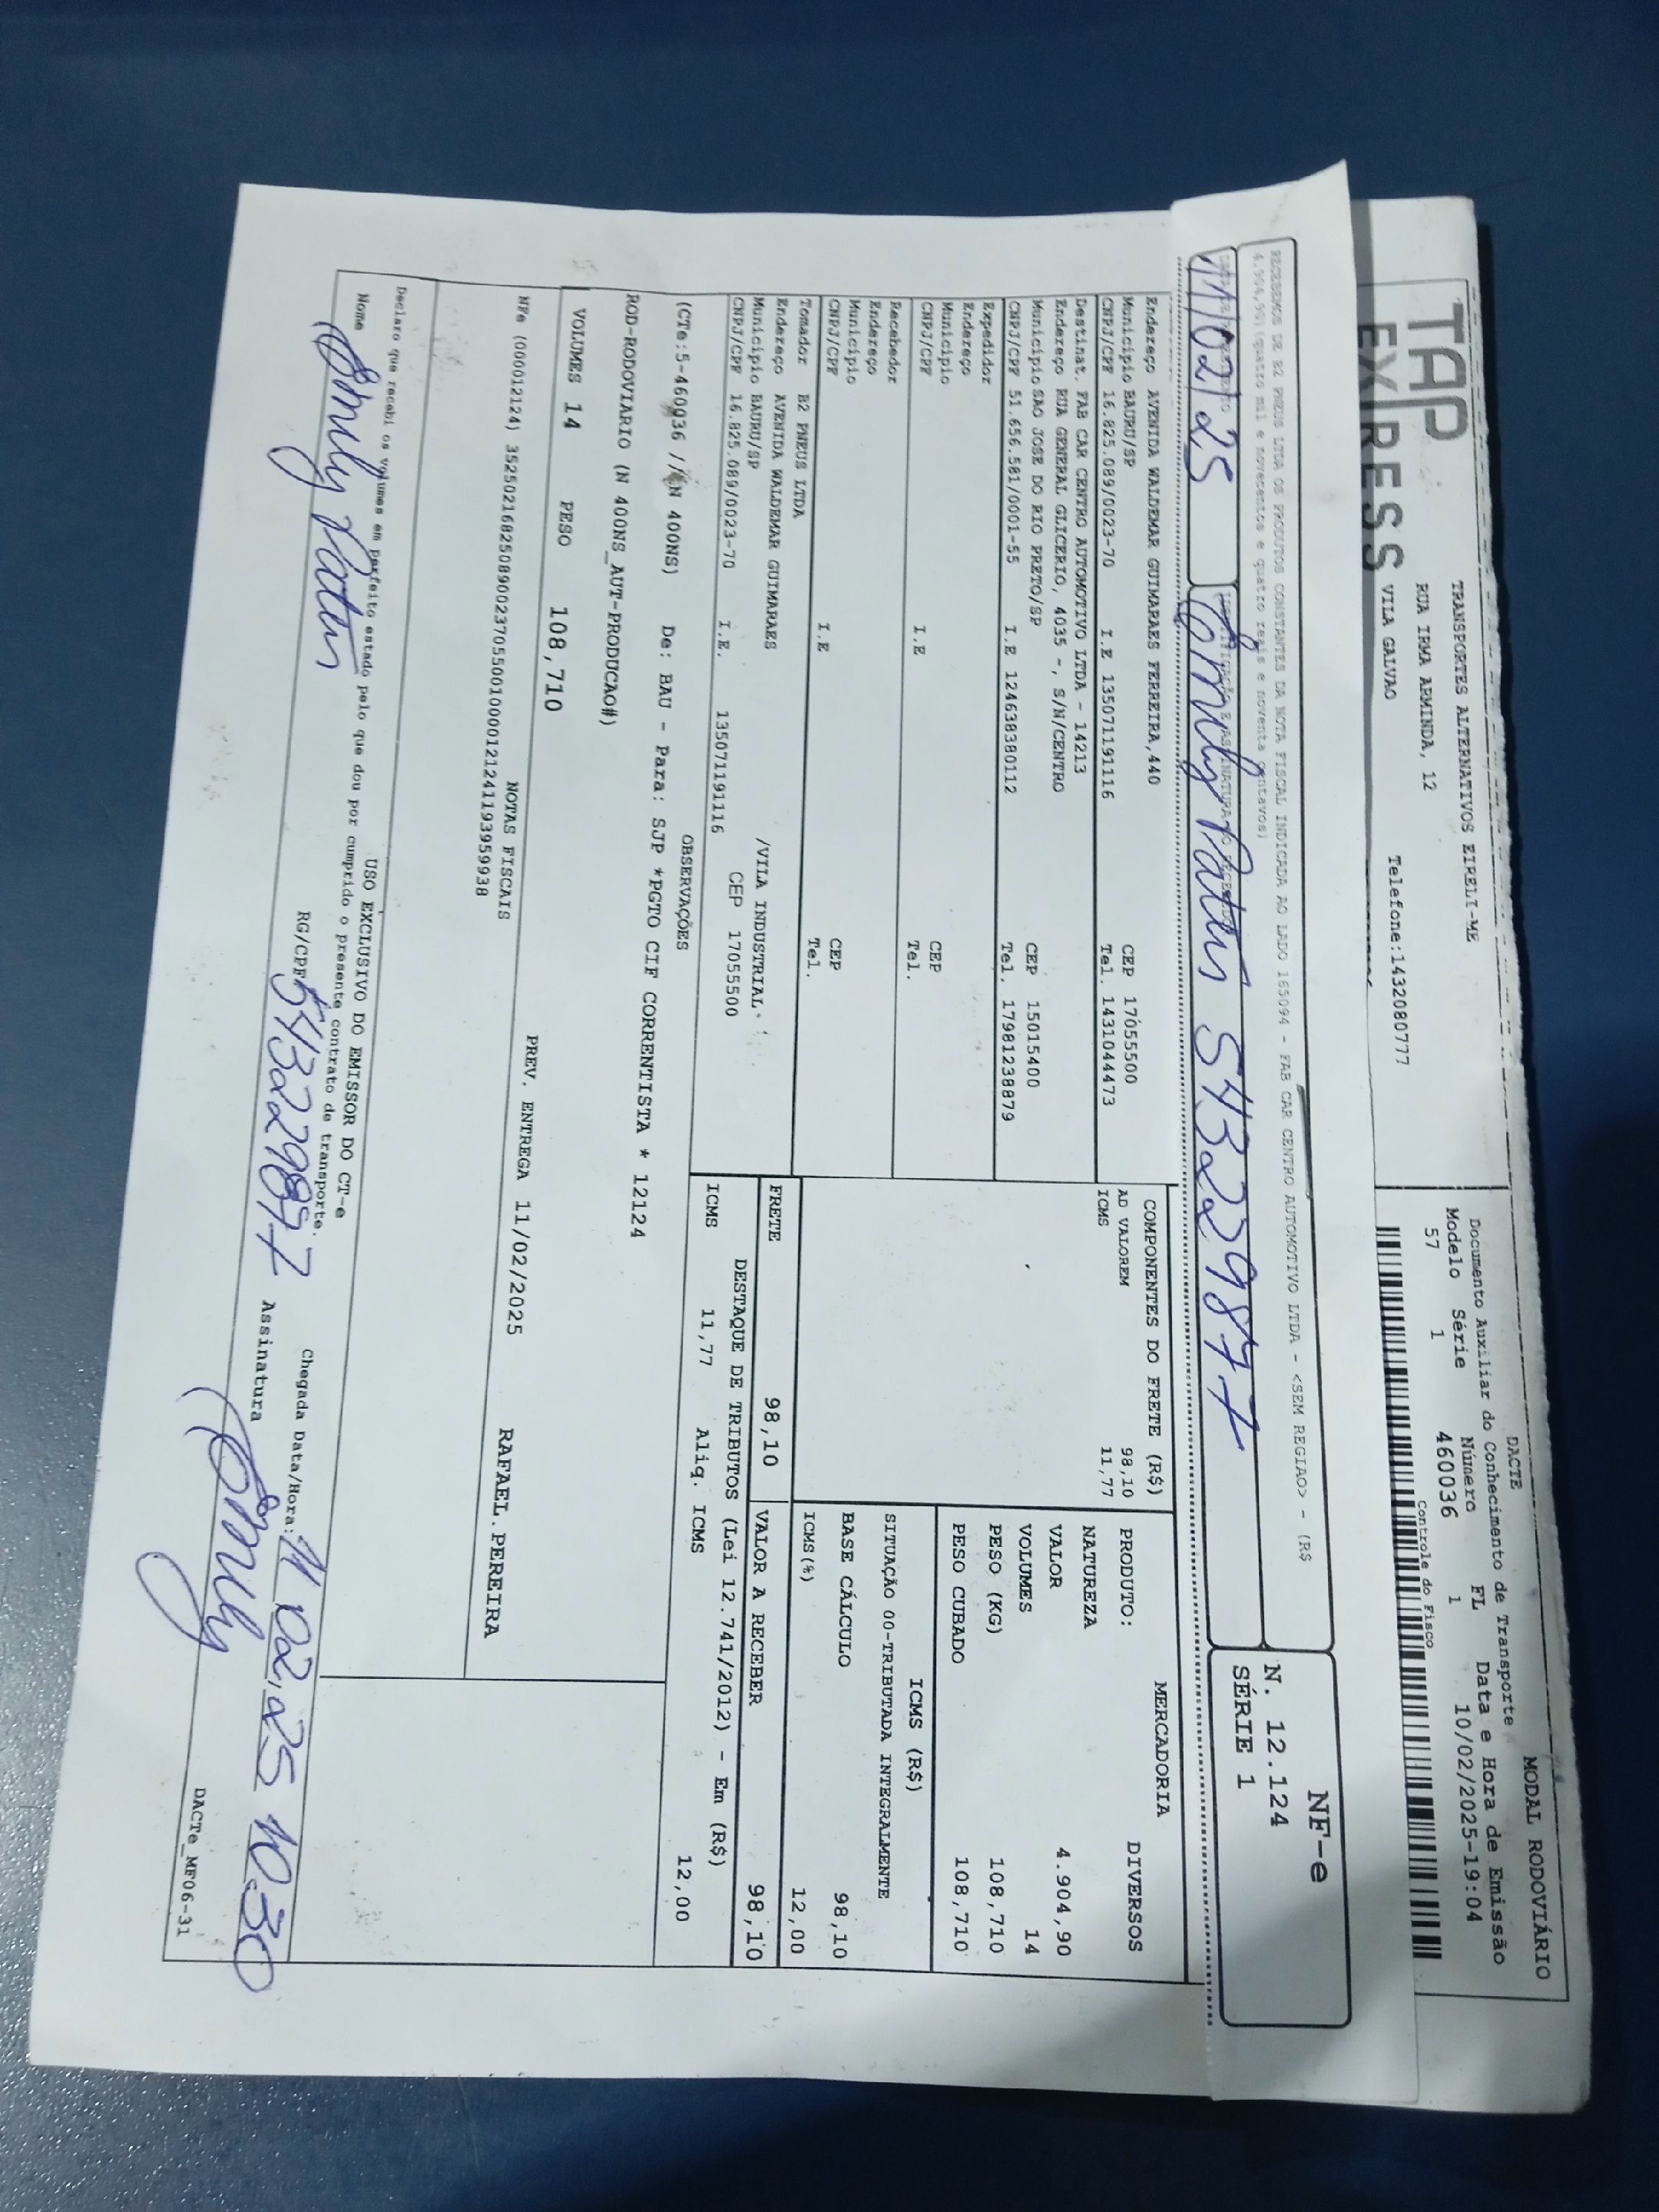 MODAL RODOVIÁRIO
DACTE
Documento Auxiliar do Conhecimento de Transporte
TAP
EXPRESS
TRANSPORTES ALTERNATIVOS EIRELI-ME
RUA IRMA ARMINDA, 12
VILA GALVAO
Telefone:1432080777
Modelo Série Número FL Data e Hora de Emissão
57 1 460036 1 10/02/2025-19:04
Controle do Fisco
RECEBEMOS DE B2 PNEUS LTDA OS PRODUTOS CONSTANTES DA NOTA FISCAL INDICADA AO LADO 165094 - FAB CAR CENTRO AUTOMOTIVO LTDA - <SEM REGIAO> - (R$
4.904,90)(quatro mil e novecentos e quatro reais e noventa centavos)
11/02/25
543229877
NF-e
N. 12.124
SÉRIE 1
Endereço AVENIDA WALDEMAR GUIMARAES FERREIRA,440
Município BAURU/SP CEP 17055500
CNPJ/CPF 16.825.089/0023-70 I.E 135071191116 Tel. 1431044473
Destinat. FAB CAR CENTRO AUTOMOTIVO LTDA - 14213
Endereço RUA GENERAL GLICERIO, 4035 -, S/N/CENTRO
Município SAO JOSE DO RIO PRETO/SP CEP 15015400
CNPJ/CPF 51.656.581/0001-55 I.E 124638380112 Tel. 17981238879
Expedidor
Endereço
Município CEP
CNPJ/CPF I.E Tel.
Recebedor
Endereço
Município CEP
CNPJ/CPF I.E Tel.
Tomador B2 PNEUS LTDA
Endereço AVENIDA WALDEMAR GUIMARAES /VILA INDUSTRIAL
Município BAURU/SP CEP 17055500
CNPJ/CPF 16.825.089/0023-70 I.E. 135071191116
COMPONENTES DO FRETE (R$)
AD VALOREM 98,10
ICMS 11,77
MERCADORIA
PRODUTO: DIVERSOS
NATUREZA
VALOR 4.904,90
VOLUMES 14
PESO (KG) 108,710
PESO CUBADO 108,710
ICMS (R$)
SITUAÇÃO 00-TRIBUTADA INTEGRALMENTE
BASE CÁLCULO 98,10
ICMS(%) 12,00
FRETE 98,10 VALOR A RECEBER 98,10
DESTAQUE DE TRIBUTOS (Lei 12.741/2012) - Em (R$)
ICMS 11,77 Aliq. ICMS 12,00
OBSERVAÇÕES
(CTe:5-460036 // N 400NS) De: BAU - Para: SJP *PGTO CIF CORRENTISTA * 12124
ROD-RODOVIARIO (N 400NS_AUT-PRODUCAO#)
VOLUMES 14 PESO 108,710
NOTAS FISCAIS
PREV. ENTREGA 11/02/2025 RAFAEL.PEREIRA
NFe (000012124) 35250216825089002370550010000121241193959938
USO EXCLUSIVO DO EMISSOR DO CT-e
Declaro que recebi os volumes em perfeito estado pelo que dou por cumprido o presente contrato de transporte.
Chegada Data/Hora: 11 02,25 10:30
Nome
RG/CPF 543229877
Assinatura
DACTe_MF06-31